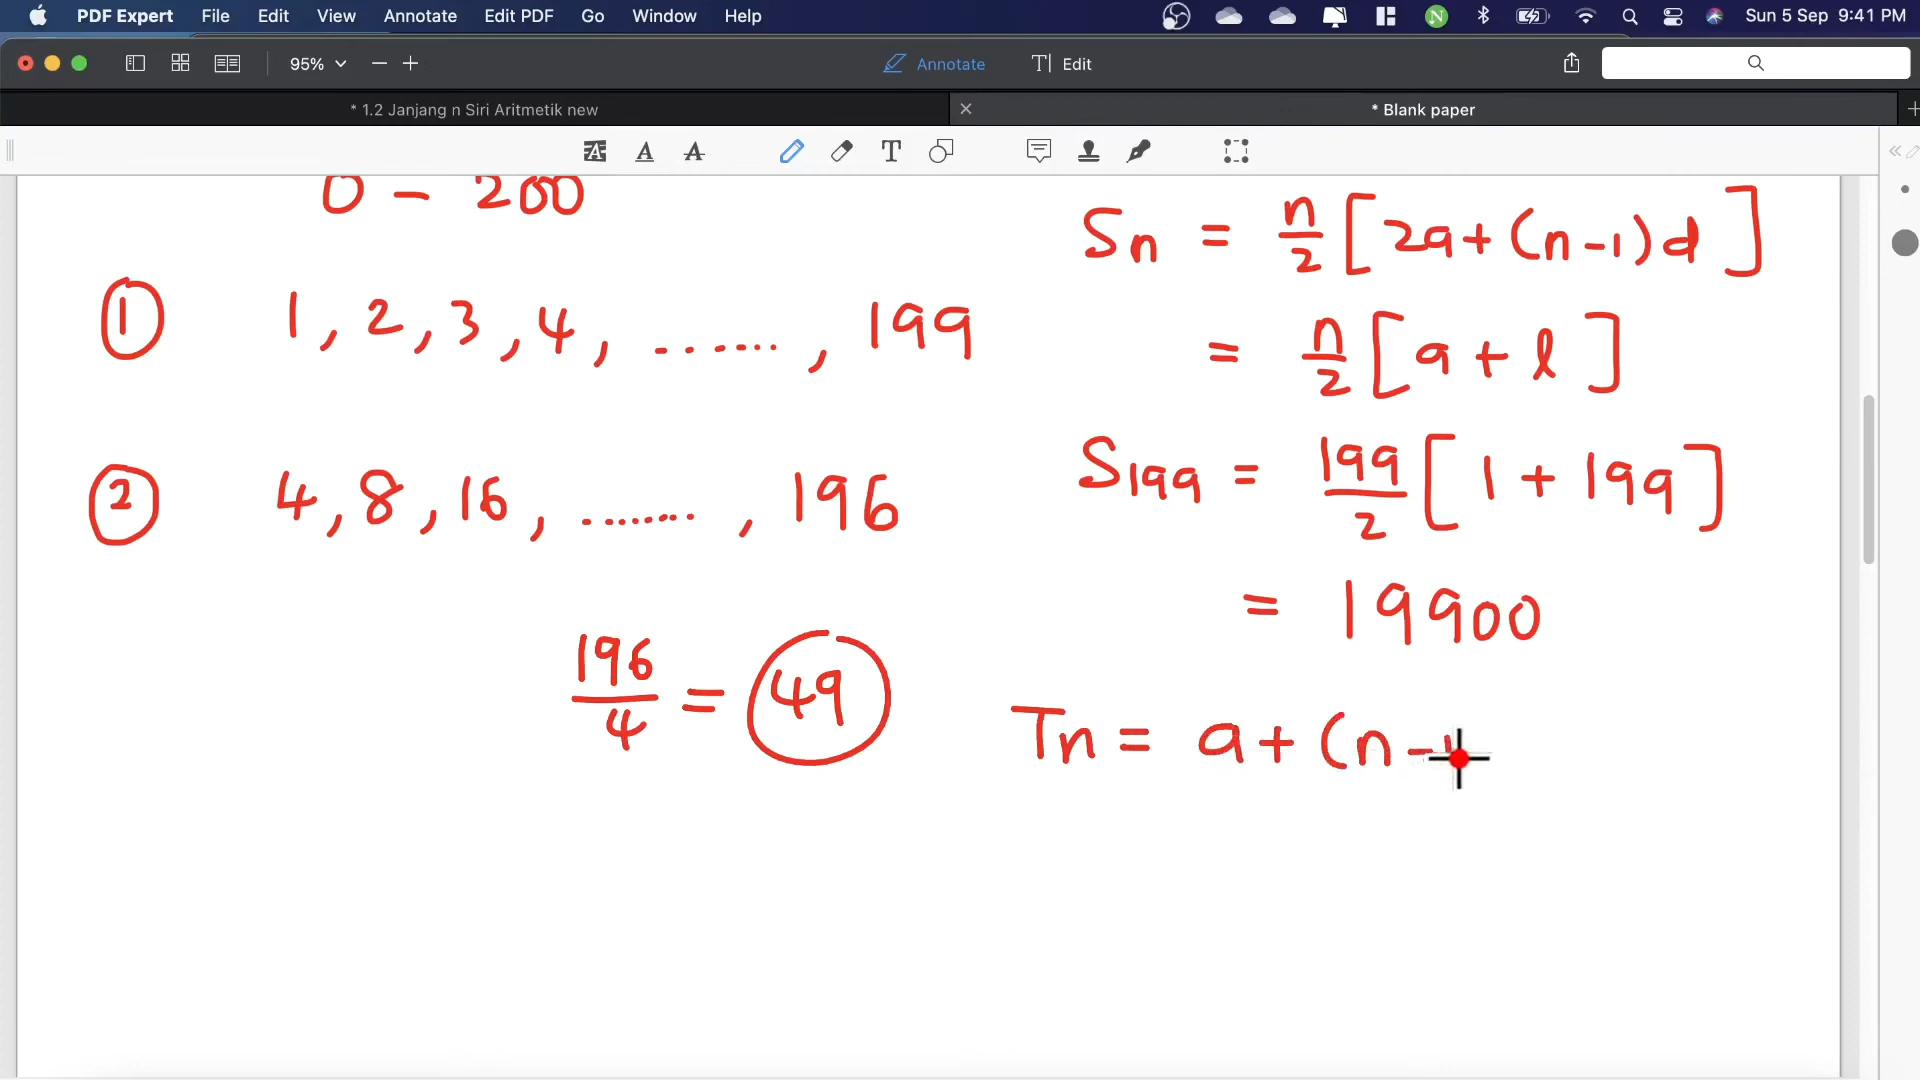 PDF Expert File Edit View Annotate Edit PDF Go Window Help Sun 5 Sep 9:41 PM
95% Annotate Edit
* 1.2 Janjang n Siri Aritmetik new * Blank paper
0 - 200
① 1, 2, 3, 4, ......., 199
② 4, 8, 16, ........, 196
196/4 = 49
Sn = n/2 [2a + (n-1)d]
= n/2 [a + l]
S199 = 199/2 [1 + 199]
= 19900
Tn = a + (n-1